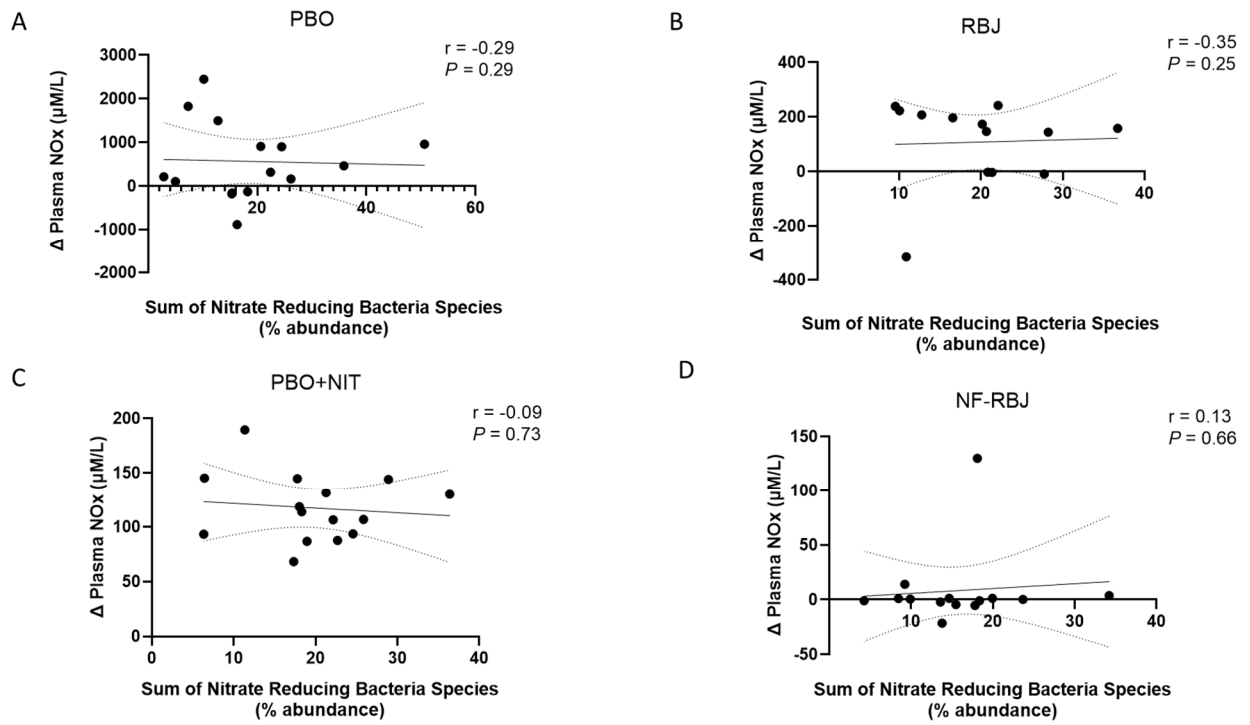 A
PBO
r = -0.29
P = 0.29
Δ Plasma NOx (µM/L)
3000
2000
1000
0
-1000
-2000
20
40
60
Sum of Nitrate Reducing Bacteria Species
(% abundance)
B
RBJ
r = -0.35
P = 0.25
Δ Plasma NOx (µM/L)
400
200
0
-200
-400
10
20
30
40
Sum of Nitrate Reducing Bacteria Species
(% abundance)
C
PBO+NIT
r = -0.09
P = 0.73
Δ Plasma NOx (µM/L)
200
150
100
50
0
0
10
20
30
40
Sum of Nitrate Reducing Bacteria Species
(% abundance)
D
NF-RBJ
r = 0.13
P = 0.66
Δ Plasma NOx (µM/L)
150
100
50
0
-50
10
20
30
40
Sum of Nitrate Reducing Bacteria Species
(% abundance)